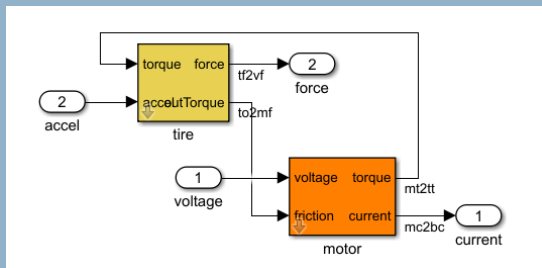 torque force
tf2vf
2
force
2
accel
accel outTorque
to2mf
tire
1
voltage
voltage torque
mt2tt
friction current
mc2bc
1
current
motor